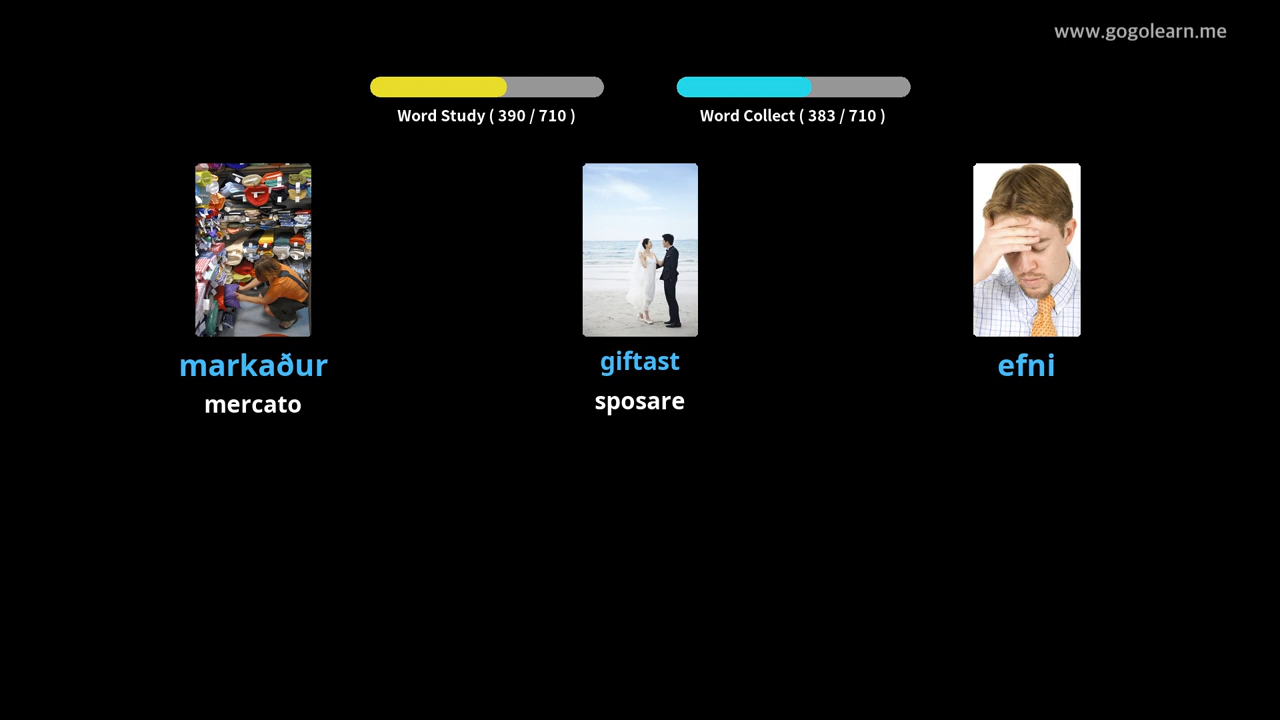 www.gogolearn.me
Word Study ( 390 / 710 )
Word Collect ( 383 / 710 )
markaður
mercato
giftast
sposare
efni